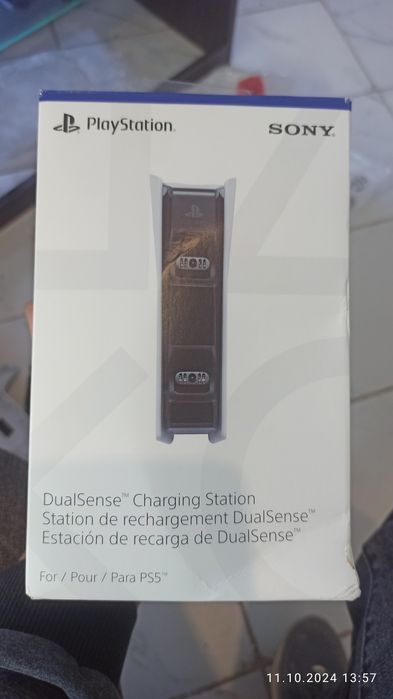 PlayStation®
SONY®
DualSense™ Charging Station
Station de rechargement DualSense™
Estación de recarga de DualSense™
For / Pour / Para PS5™
11.10.2024 13:57